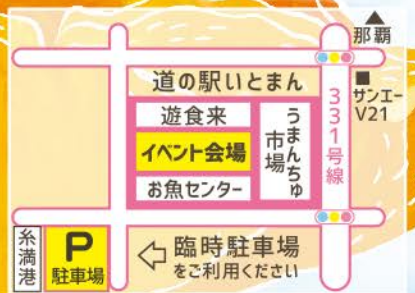 ▲
那覇
■
サンエー
V21
331号線
道の駅いとまん
遊食来
イベント会場
お魚センター
うまんちゅ
市場
糸満港
P
駐車場
臨時駐車場
をご利用ください